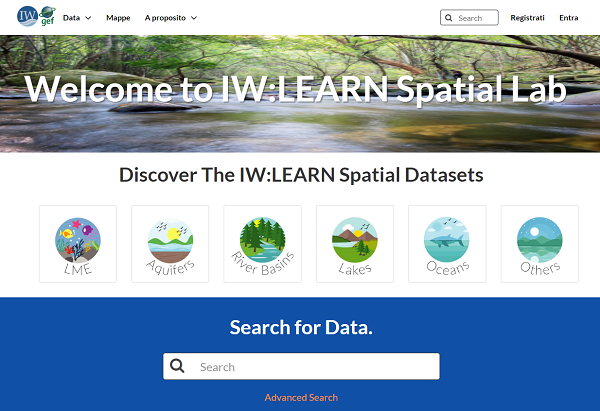 IW gef Data Mappe A proposito Search Registrati Entra
Welcome to IW:LEARN Spatial Lab
Discover The IW:LEARN Spatial Datasets
LME Aquifers River Basins Lakes Oceans Others
Search for Data.
Search
Advanced Search